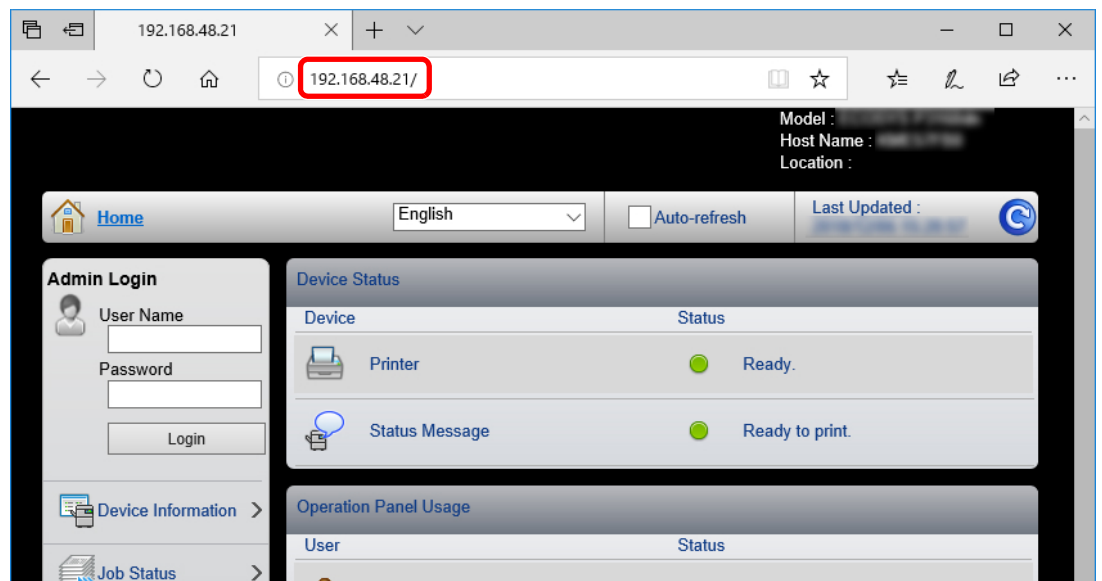 192.168.48.21
192.168.48.21/
Model :
Host Name :
Location :
Home
English
Auto-refresh
Last Updated :
Admin Login
User Name
Password
Login
Device Information
Job Status
Device Status
Device Status
Printer Ready.
Status Message Ready to print.
Operation Panel Usage
User Status